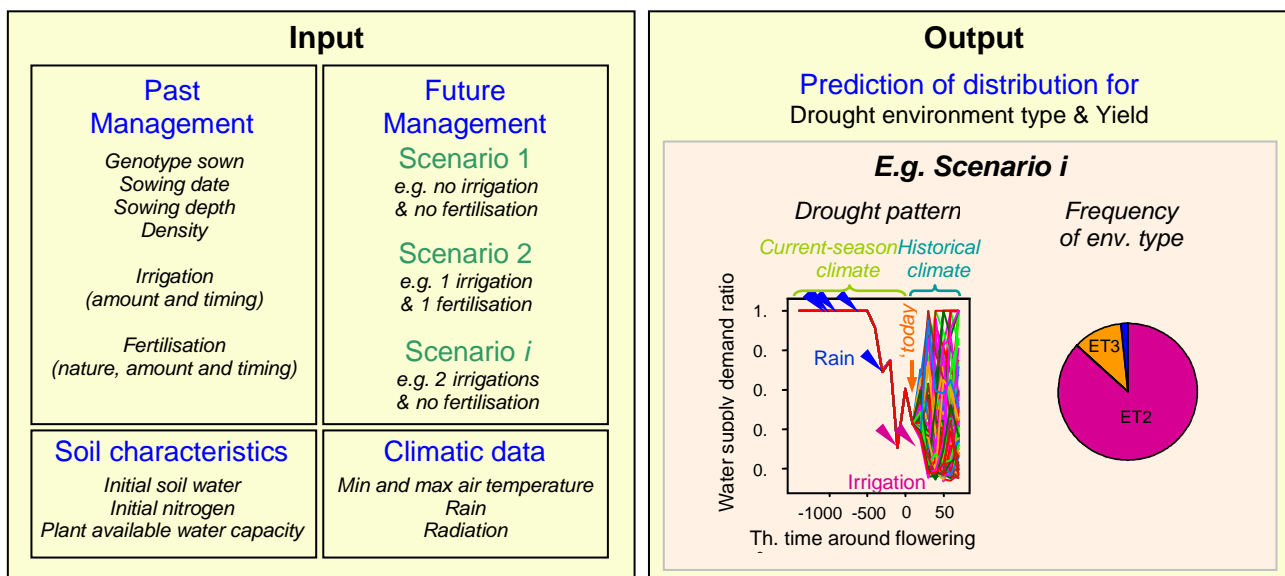 Input
Past
Management
Genotype sown
Sowing date
Sowing depth
Density
Irrigation
(amount and timing)
Fertilisation
(nature, amount and timing)
Future
Management
Scenario 1
e.g. no irrigation
& no fertilisation
Scenario 2
e.g. 1 irrigation
& 1 fertilisation
Scenario i
e.g. 2 irrigations
& no fertilisation
Soil characteristics
Initial soil water
Initial nitrogen
Plant available water capacity
Climatic data
Min and max air temperature
Rain
Radiation
Output
Prediction of distribution for
Drought environment type & Yield
E.g. Scenario i
Drought pattern
Current-season
climate
Historical
climate
Water supply demand ratio
1.
0.
0.
0.
0.
Rain
'today
Irrigation
-1000
-500
0
50
Th. time around flowering
Frequency
of env. type
ET3
ET2